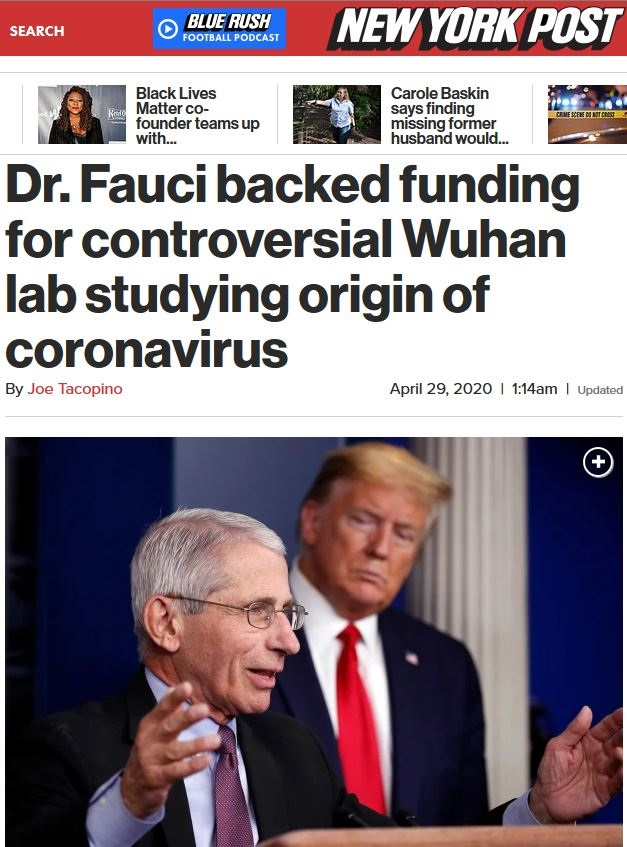 SEARCH
BLUE RUSH
FOOTBALL PODCAST
NEW YORK POST
Black Lives
Matter co-
founder teams up
with...
Carole Baskin
says finding
missing former
husband would...
CRIME SCENE DO NOT CROSS
Dr. Fauci backed funding
for controversial Wuhan
lab studying origin of
coronavirus
By Joe Tacopino
April 29, 2020 | 1:14am | Updated